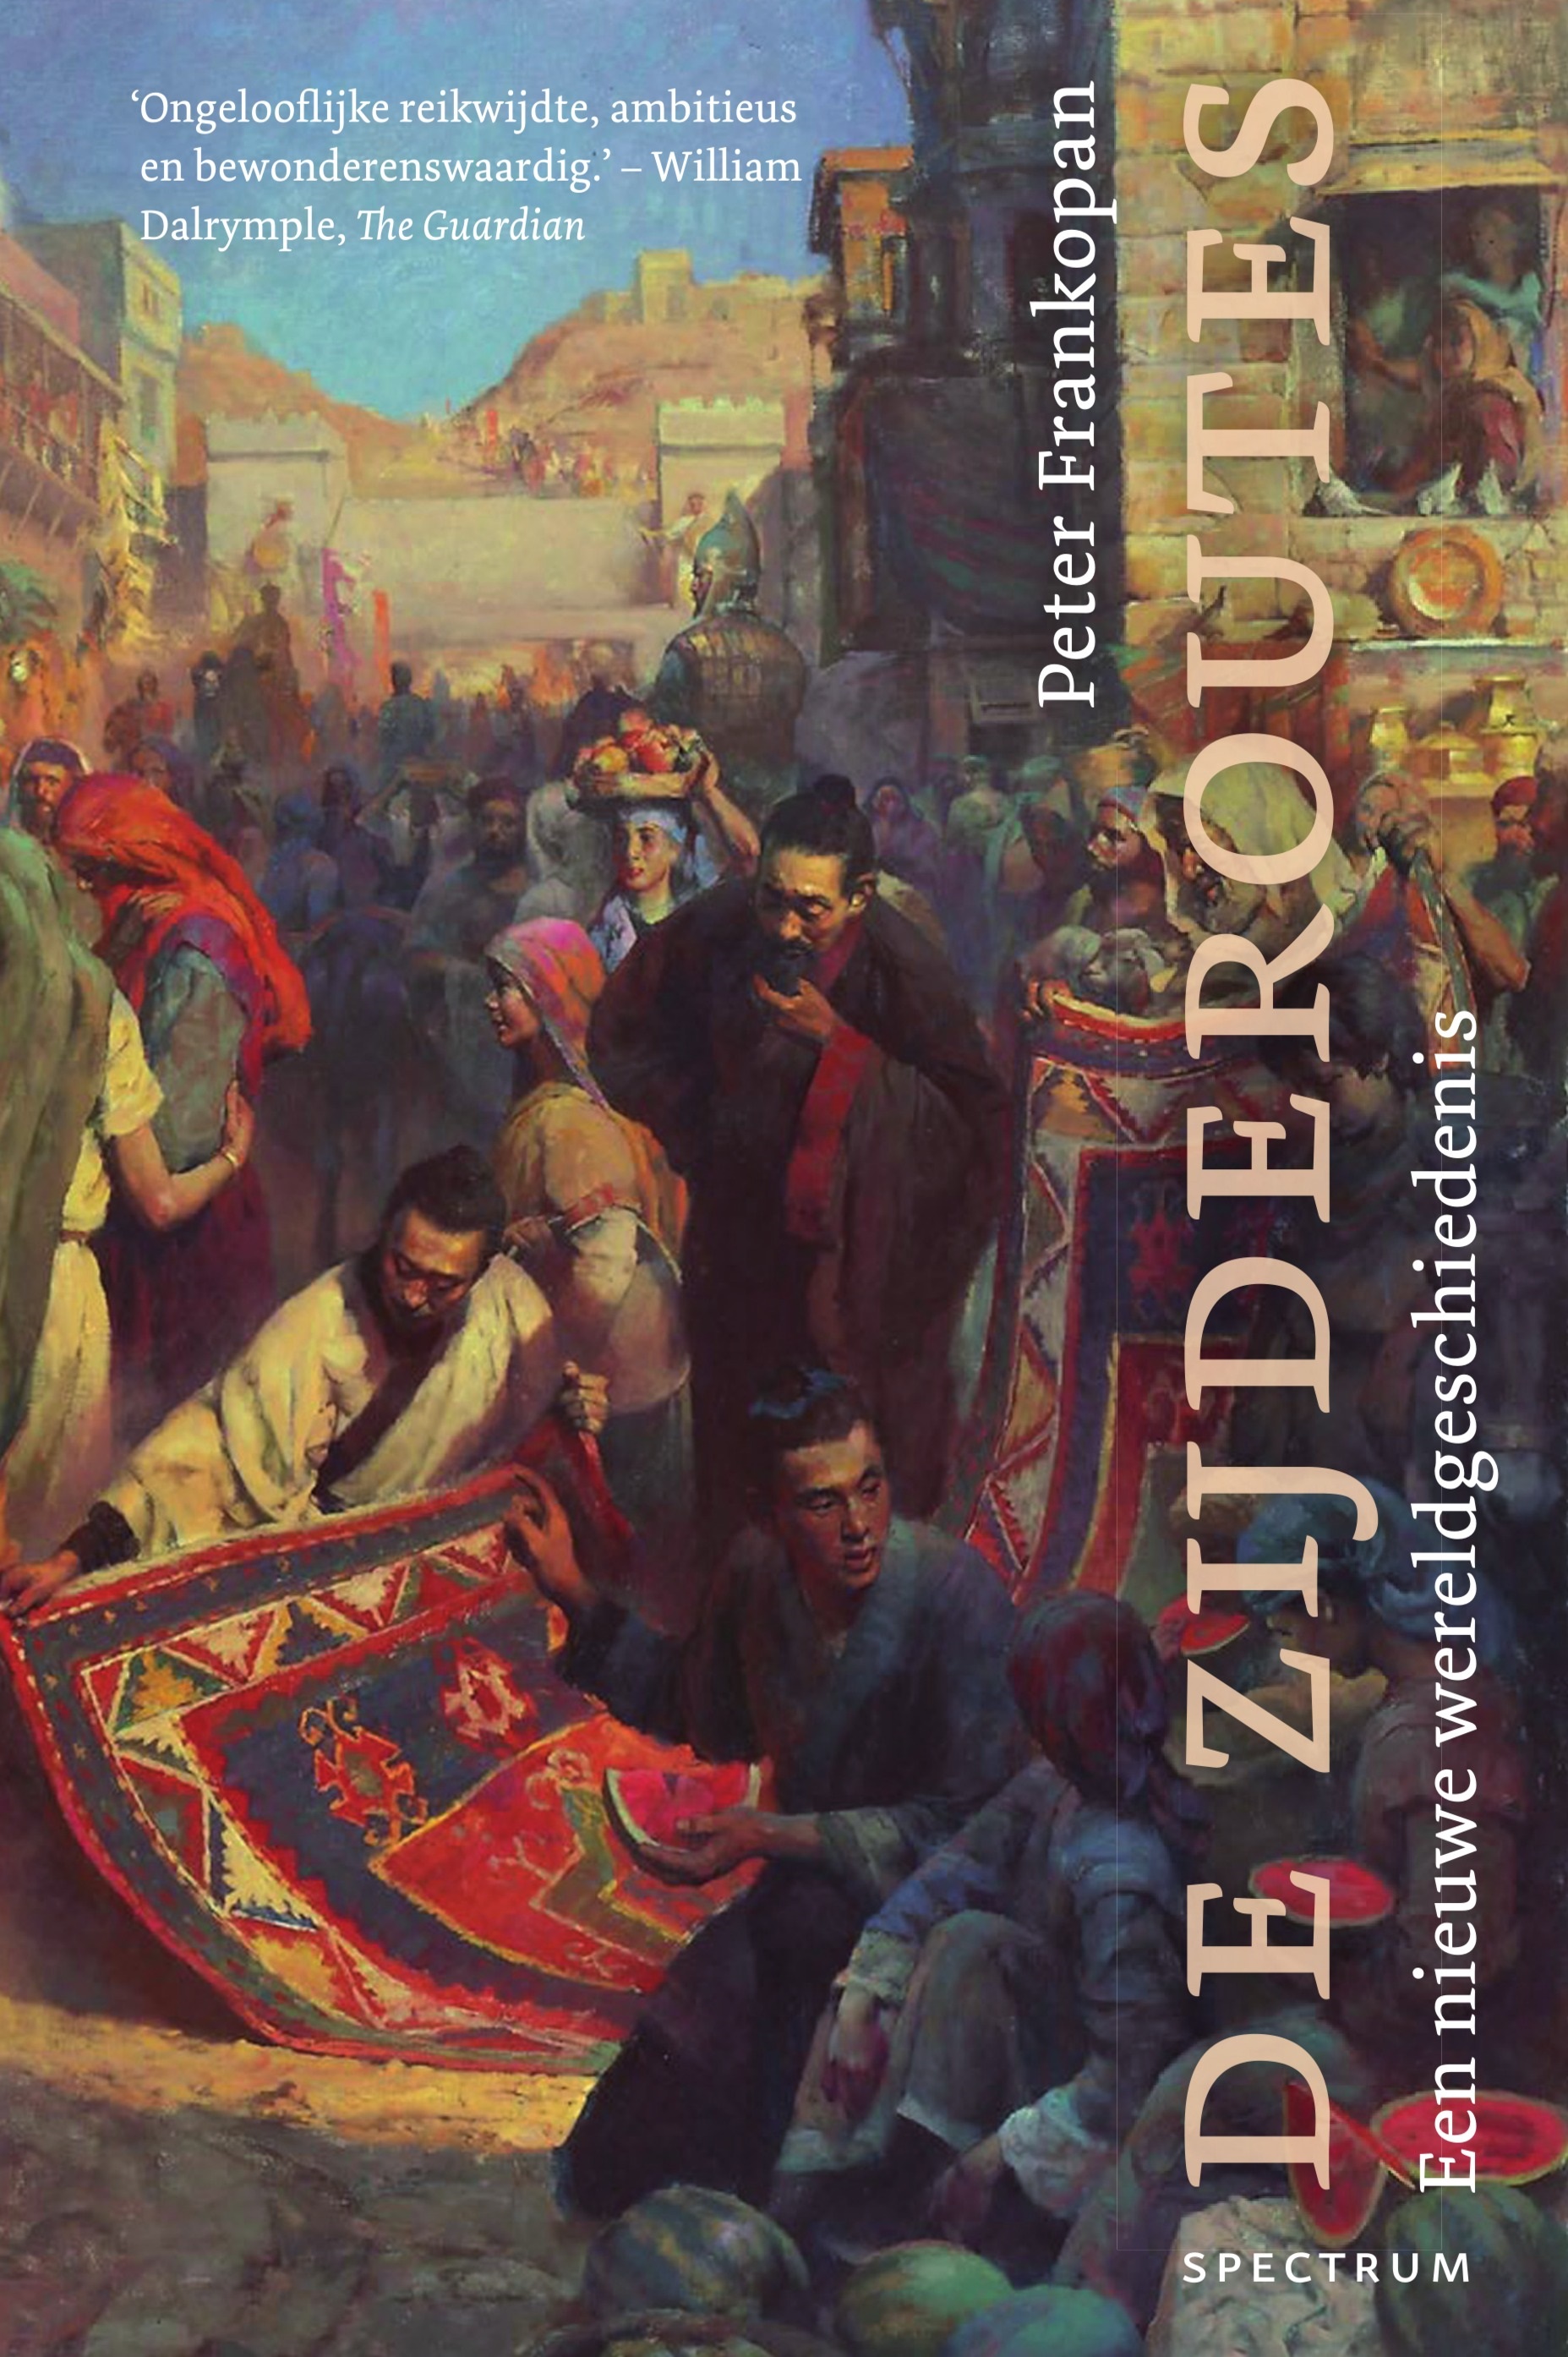 ‘Ongelooflijke reikwijdte, ambitieus
en bewonderenswaardig.’ – William
Dalrymple, The Guardian
Peter Frankopan
DE ZIJDEROUTES
Een nieuwe wereldgeschiedenis
SPECTRUM